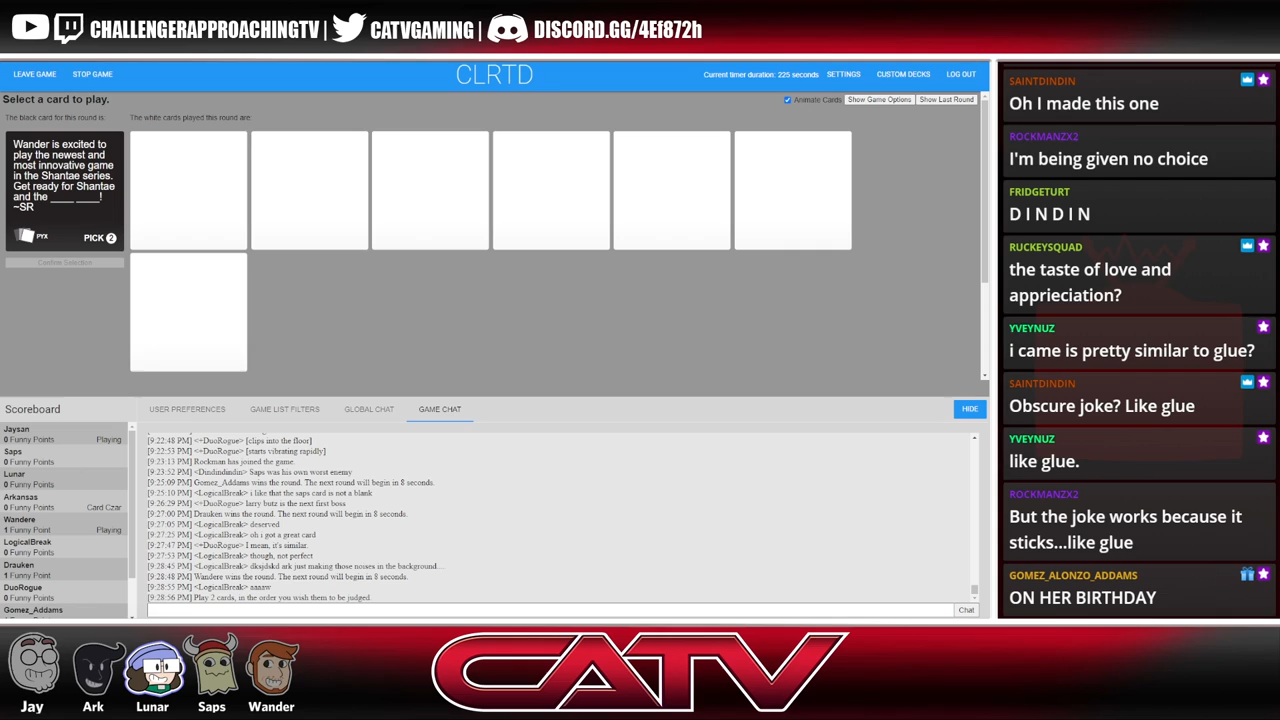 CHALLENGERAPPROACHINGTV | CATVGAMING | DISCORD.GG/4Ef872h
LEAVE GAME STOP GAME CLRTD Current timer duration: 225 seconds SETTINGS CUSTOM DECKS LOG OUT
Select a card to play. Animate Cards Show Game Options Show Last Round
The black card for this round is: The white cards played this round are:
Wander is excited to
play the newest and
most innovative game
in the Shantae series.
Get ready for Shantae
and the ____ ____!
~SR
PYX PICK 2
Confirm Selection
Scoreboard
Jaysan
0 Funny Points Playing
Saps
0 Funny Points
Lunar
0 Funny Points
Arkansas
0 Funny Points Card Czar
Wandere
1 Funny Point Playing
LogicalBreak
0 Funny Points
Drauken
1 Funny Point
DuoRogue
0 Funny Points
Gomez_Addams
USER PREFERENCES GAME LIST FILTERS GLOBAL CHAT GAME CHAT HIDE
[9:22:48 PM] <+DuoRogue> [clips into the floor]
[9:22:53 PM] <+DuoRogue> [starts vibrating rapidly]
[9:23:13 PM] Rockman has joined the game.
[9:23:52 PM] <Dindindindin> Saps was his own worst enemy
[9:25:09 PM] Gomez_Addams wins the round. The next round will begin in 8 seconds.
[9:25:10 PM] <LogicalBreak> i like that the saps card is not a blank
[9:26:29 PM] <+DuoRogue> larry butz is the next first boss
[9:27:00 PM] Drauken wins the round. The next round will begin in 8 seconds.
[9:27:05 PM] <LogicalBreak> deserved
[9:27:25 PM] <LogicalBreak> oh i got a great card
[9:27:47 PM] <+DuoRogue> I mean, it's similar.
[9:27:53 PM] <LogicalBreak> though, not perfect
[9:28:45 PM] <LogicalBreak> dksjdskd ark just making those noises in the background....
[9:28:48 PM] Wandere wins the round. The next round will begin in 8 seconds.
[9:28:55 PM] <LogicalBreak> aaaw
[9:28:56 PM] Play 2 cards, in the order you wish them to be judged.
Chat
SAINTDINDIN
Oh I made this one
ROCKMANZX2
I'm being given no choice
FRIDGETURT
D I N D I N
RUCKEYSQUAD
the taste of love and
apprieciation?
YVEYNUZ
i came is pretty similar to glue?
SAINTDINDIN
Obscure joke? Like glue
YVEYNUZ
like glue.
ROCKMANZX2
But the joke works because it
sticks...like glue
GOMEZ_ALONZO_ADDAMS
ON HER BIRTHDAY
Jay Ark Lunar Saps Wander
CATV